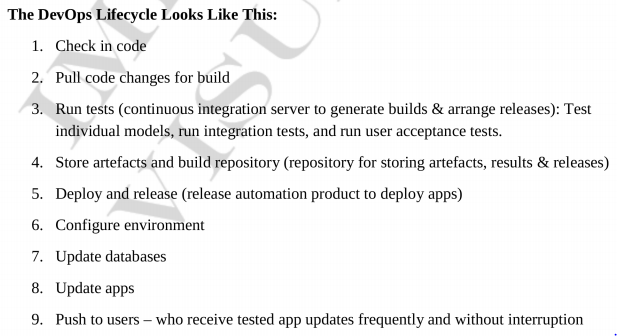 The DevOps Lifecycle Looks Like This:
1. Check in code
2. Pull code changes for build
3. Run tests (continuous integration server to generate builds & arrange releases): Test
individual models, run integration tests, and run user acceptance tests.
4. Store artefacts and build repository (repository for storing artefacts, results & releases)
5. Deploy and release (release automation product to deploy apps)
6. Configure environment
7. Update databases
8. Update apps
9. Push to users – who receive tested app updates frequently and without interruption